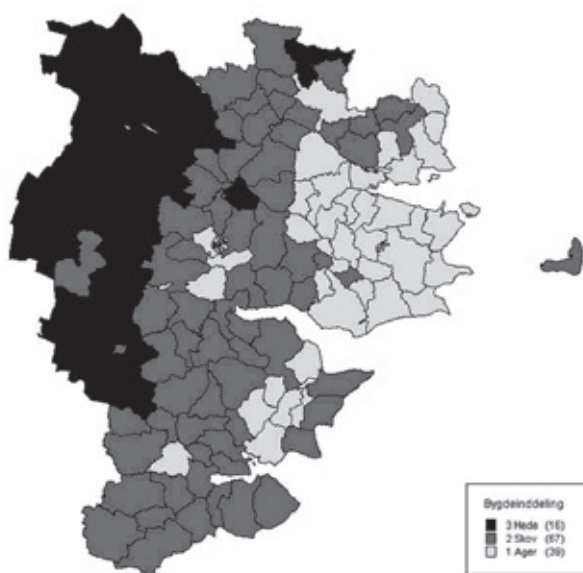 Bygdeinddeling
3 Hede (16)
2 Skov (67)
1 Ager (39)